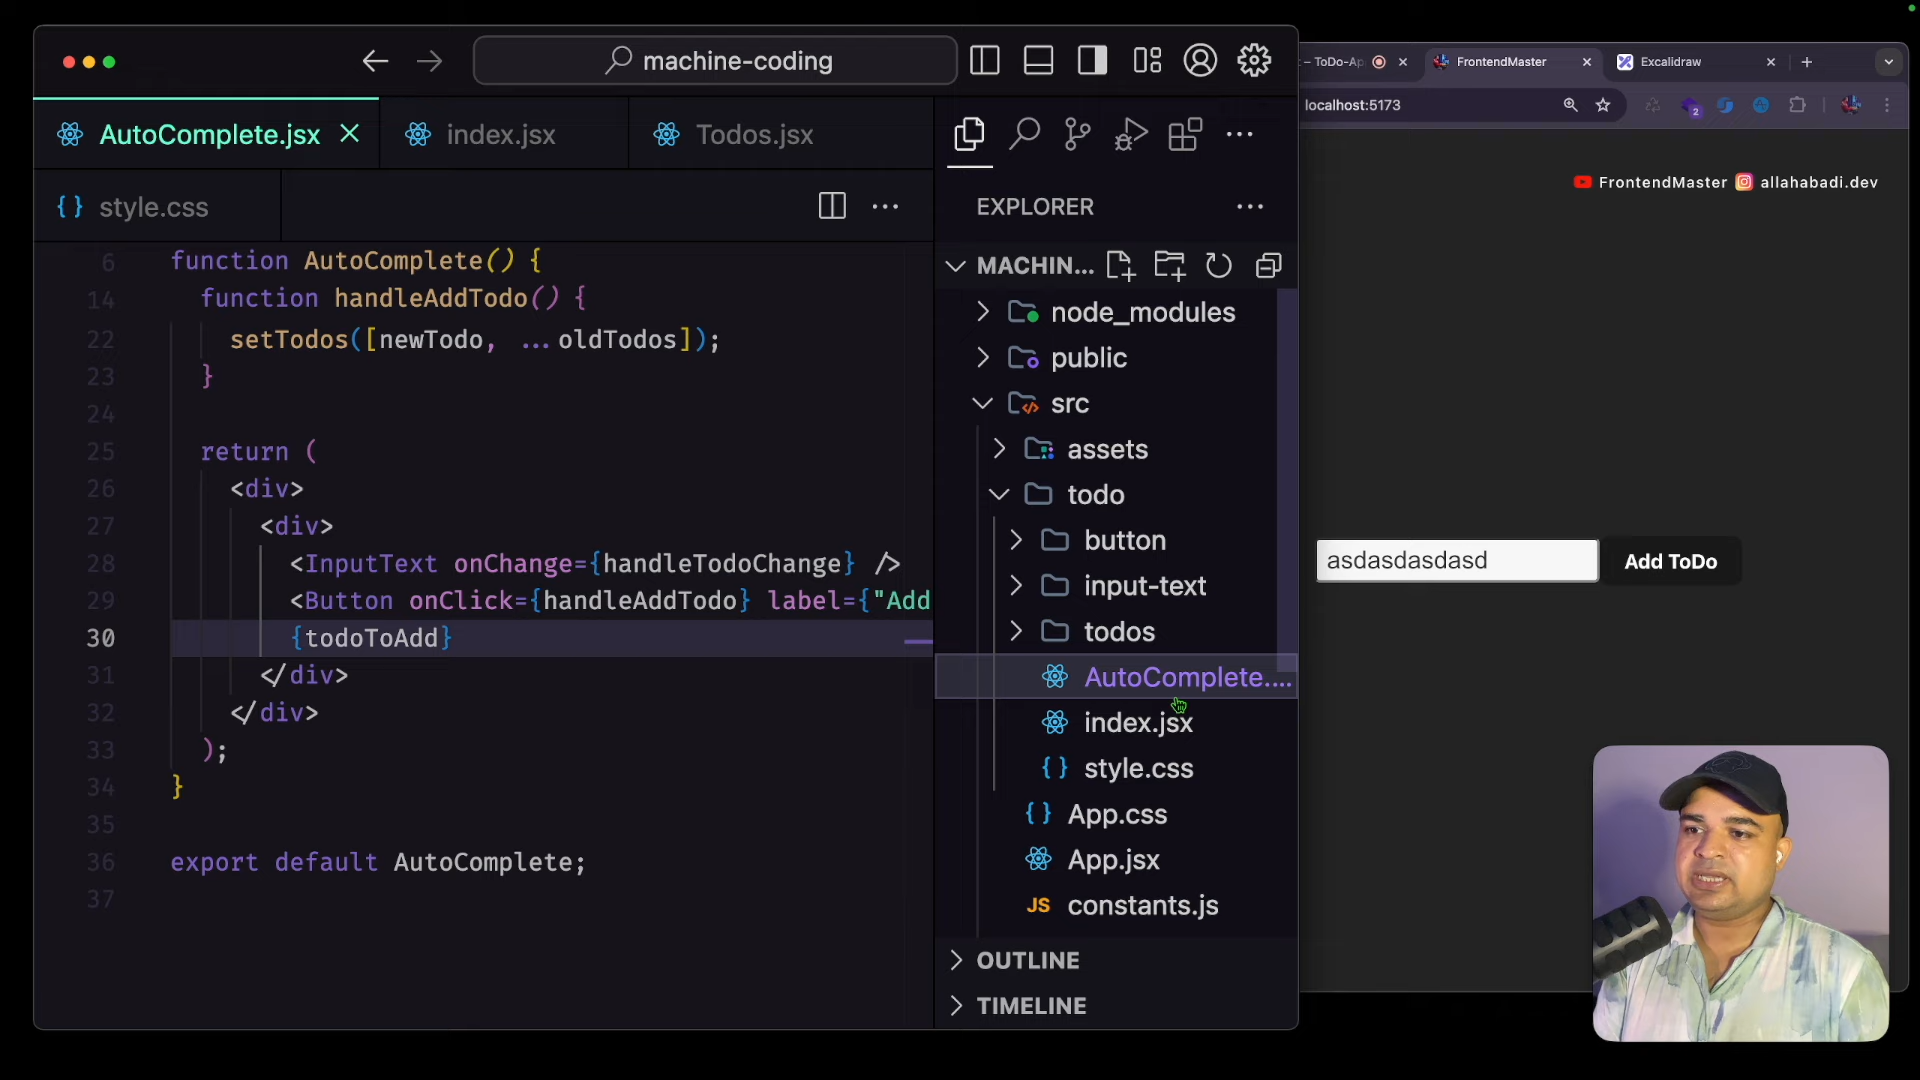 machine-coding
AutoComplete.jsx
index.jsx
Todos.jsx
{ } style.css
6 function AutoComplete() {
14 function handleAddTodo() {
22 setTodos([newTodo, ...oldTodos]);
23 }
24
25 return (
26 <div>
27 <div>
28 <InputText onChange={handleTodoChange} />
29 <Button onClick={handleAddTodo} label={"Add
30 {todoToAdd}
31 </div>
32 </div>
33 );
34 }
35
36 export default AutoComplete;
37
EXPLORER
MACHIN...
node_modules
public
src
assets
todo
button
input-text
todos
AutoComplete....
index.jsx
{ } style.css
{ } App.css
App.jsx
JS constants.js
OUTLINE
TIMELINE
– ToDo-Ap
FrontendMaster
Excalidraw
localhost:5173
2
FrontendMaster allahabadi.dev
asdasdasdasd
Add ToDo